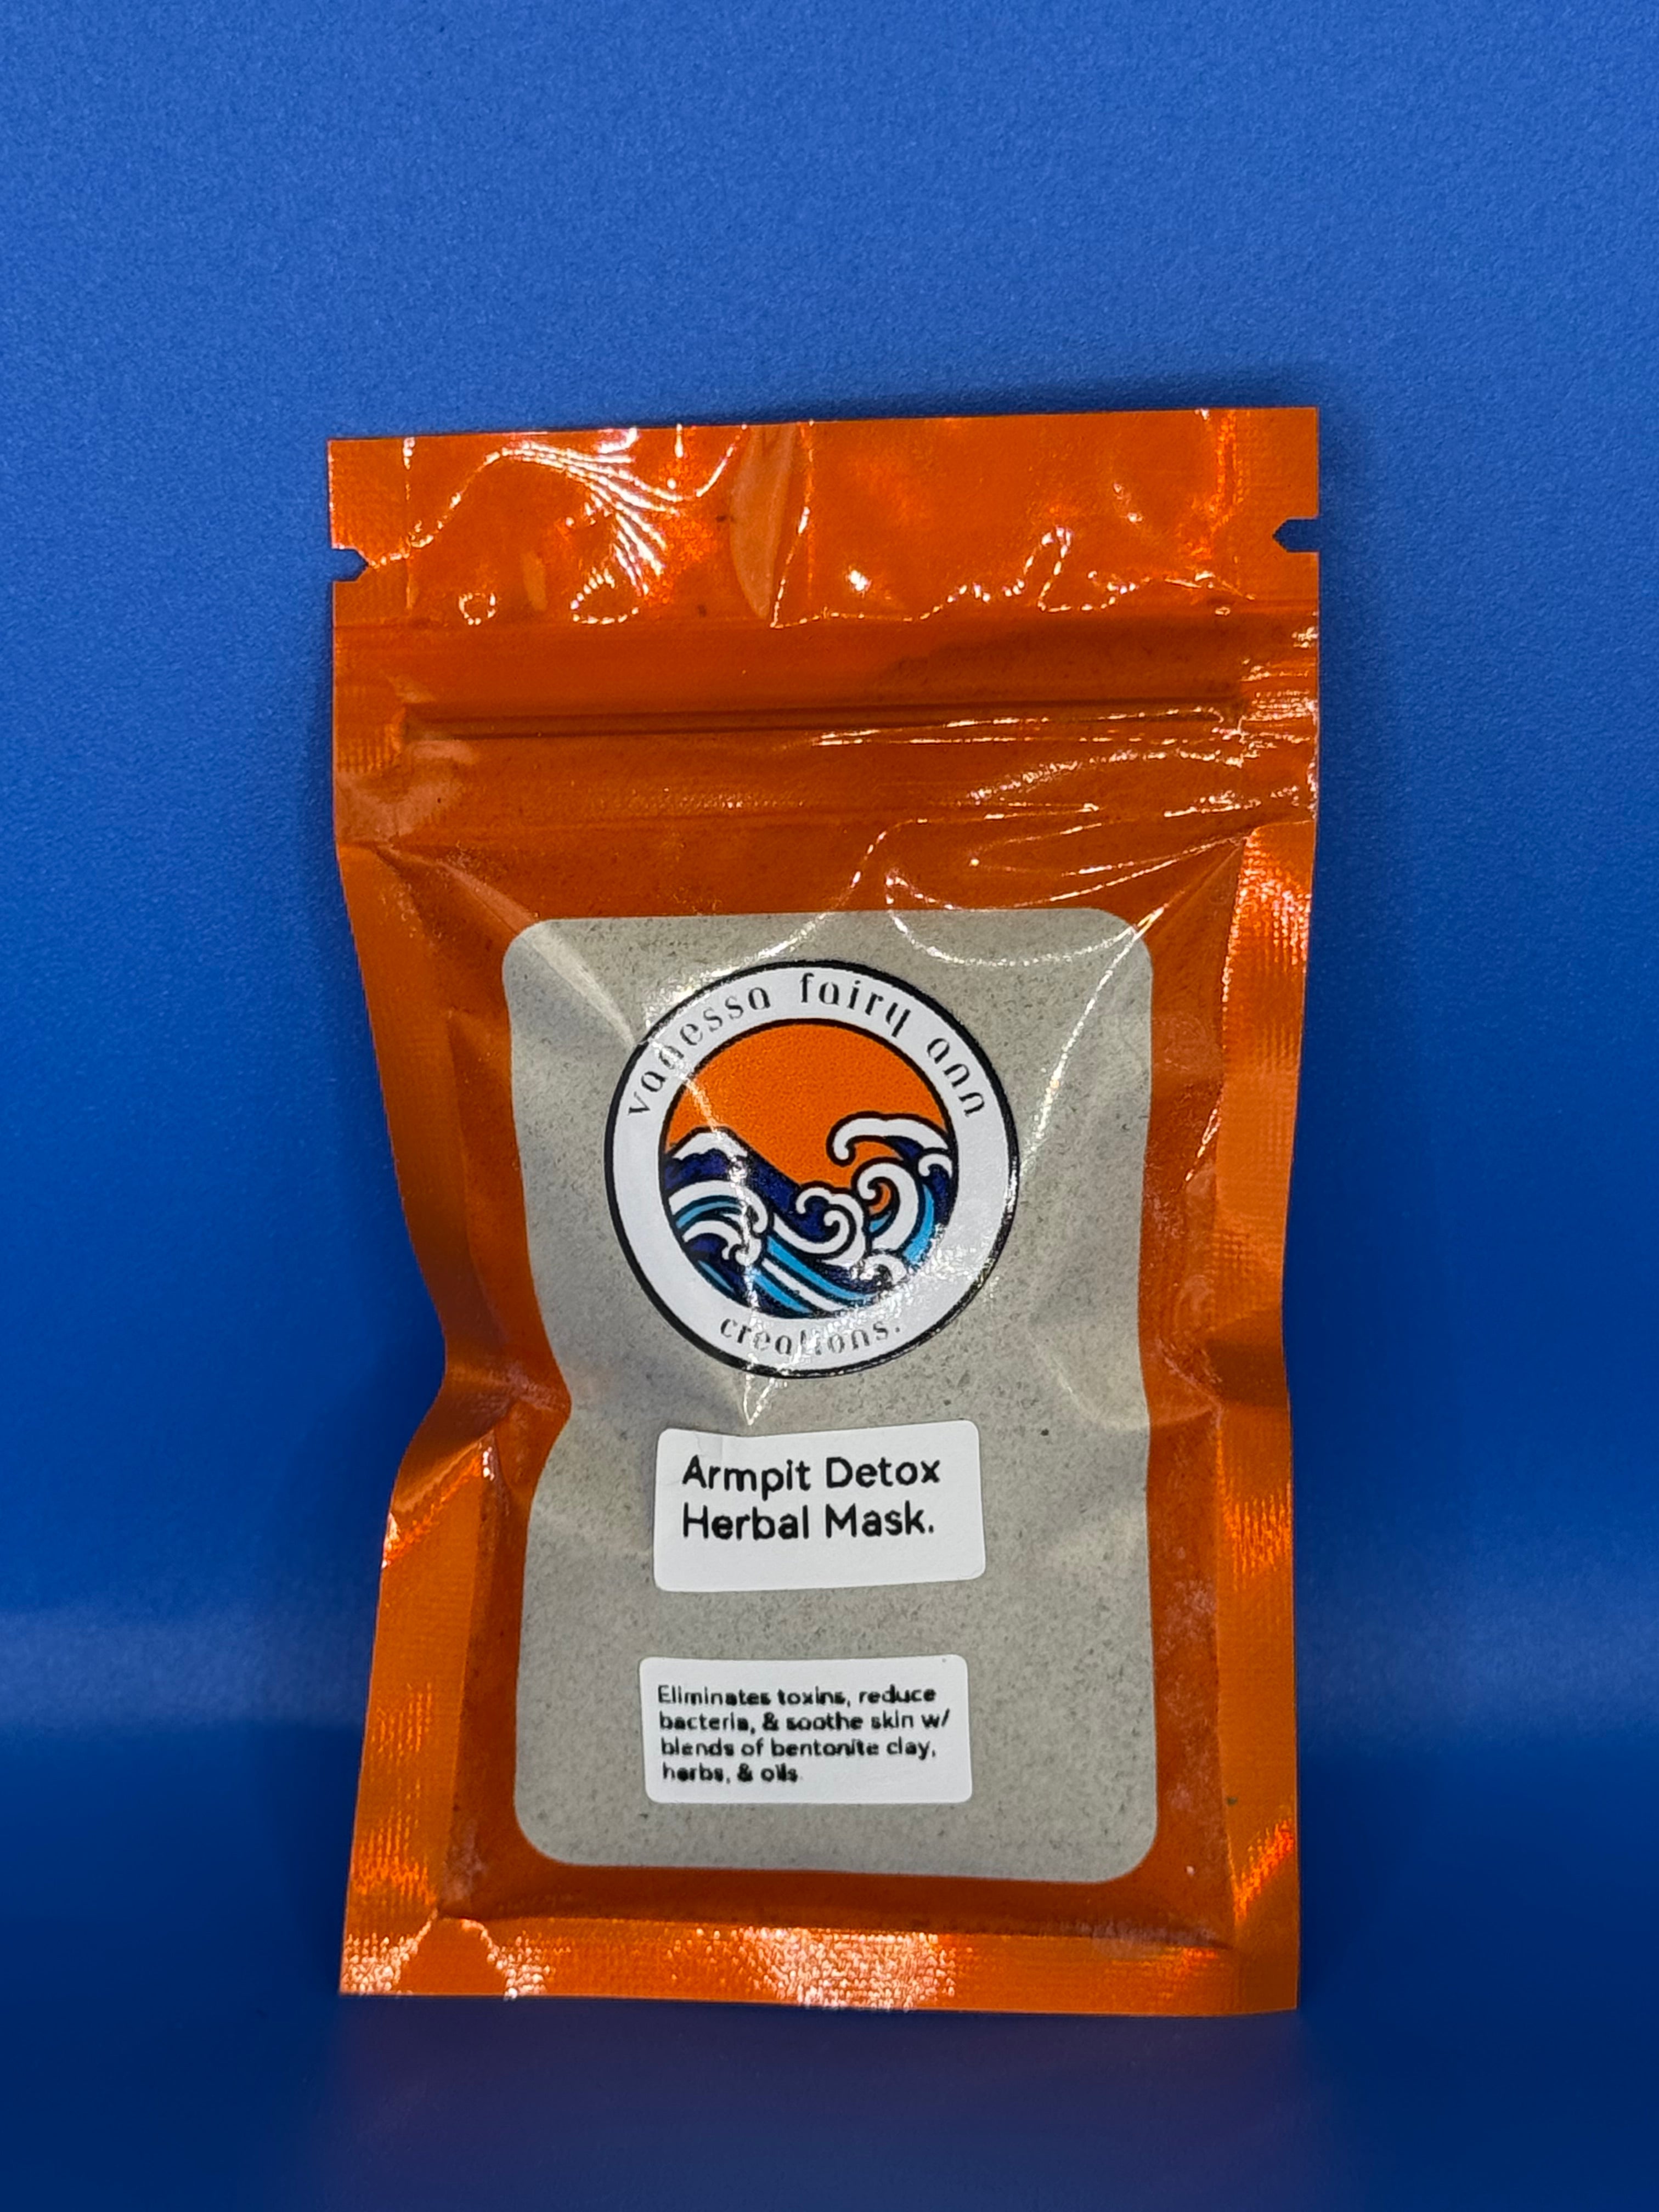 vanessa fairy ann
creations.
Armpit Detox
Herbal Mask.
Eliminates toxins, reduce
bacteria, & soothe skin w/
blends of bentonite clay,
herbs, & oils.